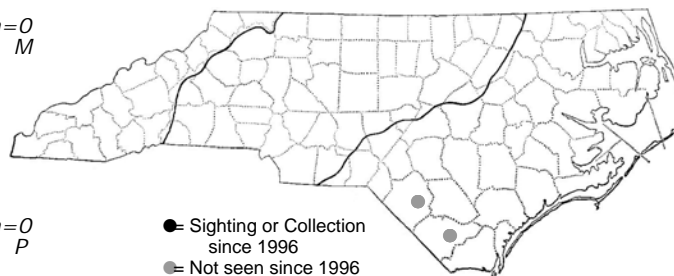 =0
M
=0
P
●= Sighting or Collection
since 1996
●= Not seen since 1996